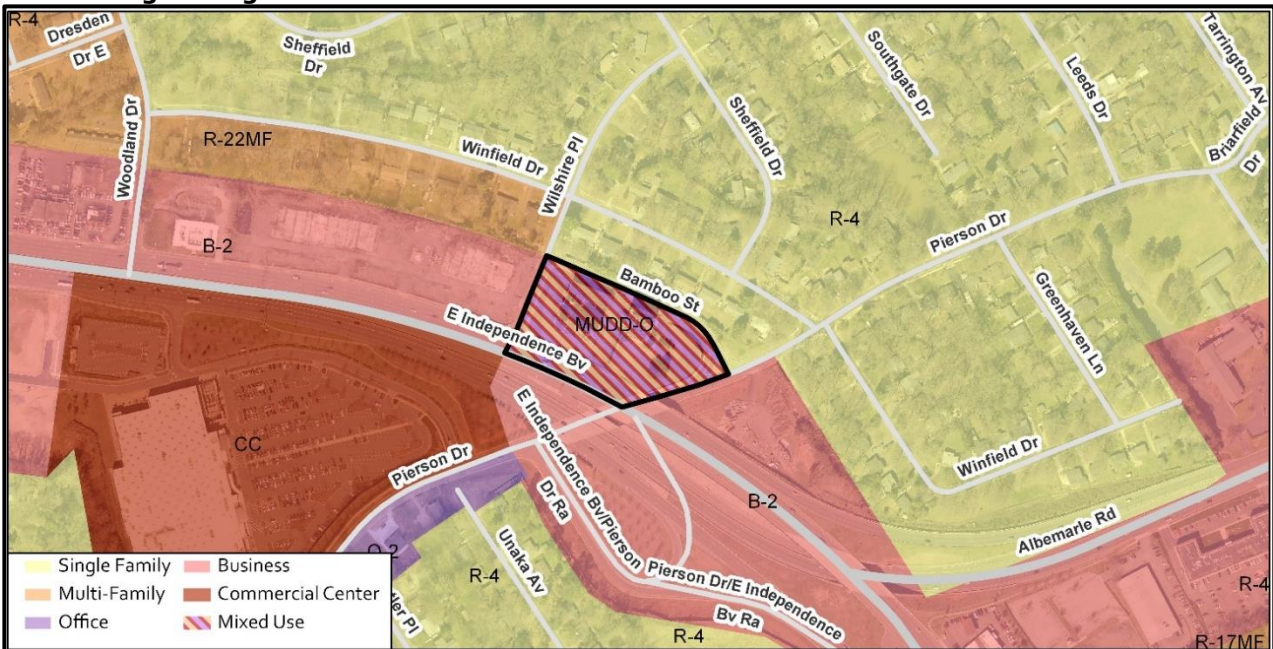 R-4
Dresden
Dr E
Sheffield
Dr
Woodland Dr
R-22MF
Winfield Dr
Wilshire Pl
Sheffield Dr
Southgate Dr
Leeds Dr
Tarrington Av
Briarfield
Dr
R-4
Pierson Dr
B-2
Bamboo St
MUDD-O
E Independence Bv
Greenhaven Ln
CC
Pierson Dr
E Independence Bv/Pierson
Dr Ra
B-2
Winfield Dr
Albemarle Rd
O-2
Unaka Av
R-4
Pierson Dr/E Independence
Bv Ra
R-4
R-4
R-17MF
Pl
Single Family
Business
Multi-Family
Commercial Center
Office
Mixed Use